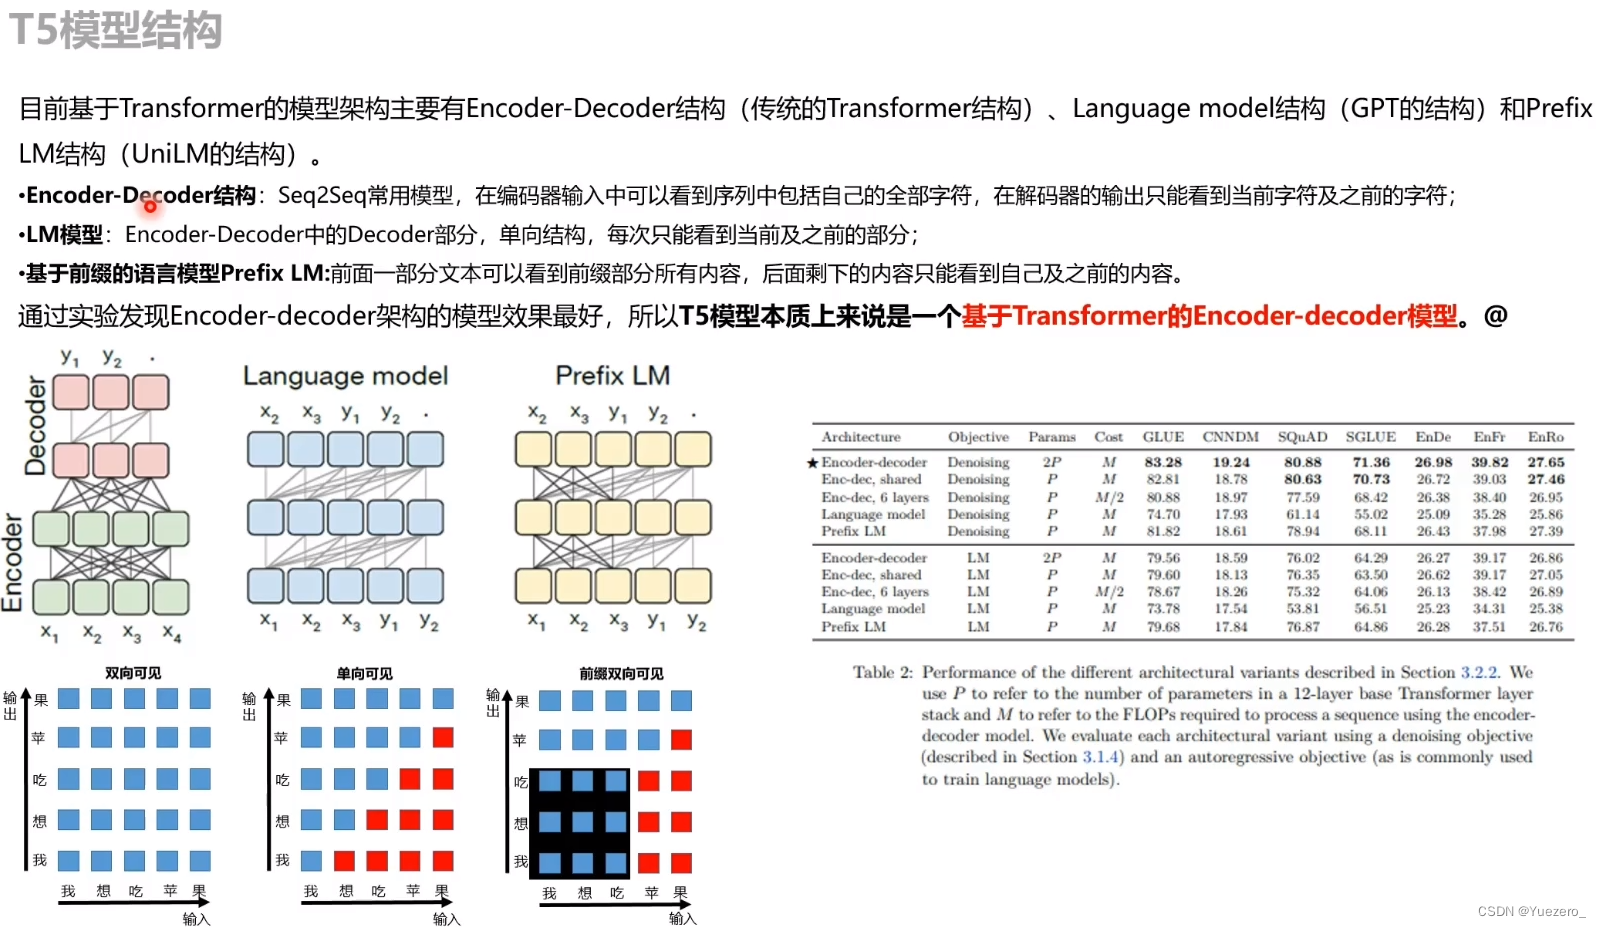 T5模型结构
目前基于Transformer的模型架构主要有Encoder-Decoder结构（传统的Transformer结构）、Language model结构（GPT的结构）和Prefix
LM结构（UniLM的结构）。
•Encoder-Decoder结构：Seq2Seq常用模型，在编码器输入中可以看到序列中包括自己的全部字符，在解码器的输出只能看到当前字符及之前的字符；
•LM模型：Encoder-Decoder中的Decoder部分，单向结构，每次只能看到当前及之前的部分；
•基于前缀的语言模型Prefix LM:前面一部分文本可以看到前缀部分所有内容，后面剩下的内容只能看到自己及之前的内容。
通过实验发现Encoder-decoder架构的模型效果最好，所以T5模型本质上来说是一个基于Transformer的Encoder-decoder模型。@
y1 y2 .
Decoder
Encoder
x1 x2 x3 x4
Language model
x2 x3 y1 y2 .
x1 x2 x3 y1 y2
Prefix LM
x2 x3 y1 y2 .
x1 x2 x3 y1 y2
双向可见
输出
果
苹
吃
想
我
我 想 吃 苹 果
输入
单向可见
输出
果
苹
吃
想
我
我 想 吃 苹 果
输入
前缀双向可见
输出
果
苹
吃
想
我
我 想 吃 苹 果
输入
Architecture Objective Params Cost GLUE CNNDM SQuAD SGLUE EnDe EnFr EnRo
★ Encoder-decoder Denoising 2P M 83.28 19.24 80.88 71.36 26.98 39.82 27.65
Enc-dec, shared Denoising P M 82.81 18.78 80.63 70.73 26.72 39.03 27.46
Enc-dec, 6 layers Denoising P M/2 80.88 18.97 77.59 68.42 26.38 38.40 26.95
Language model Denoising P M 74.70 17.93 61.14 55.02 25.09 35.28 25.86
Prefix LM Denoising P M 81.82 18.61 78.94 68.11 26.43 37.98 27.39
Encoder-decoder LM 2P M 79.56 18.59 76.02 64.29 26.27 39.17 26.86
Enc-dec, shared LM P M 79.60 18.13 76.35 63.50 26.62 39.17 27.05
Enc-dec, 6 layers LM P M/2 78.67 18.26 75.32 64.06 26.13 38.42 26.89
Language model LM P M 73.78 17.54 53.81 56.51 25.23 34.31 25.38
Prefix LM LM P M 79.68 17.84 76.87 64.86 26.28 37.51 26.76
Table 2: Performance of the different architectural variants described in Section 3.2.2. We
use P to refer to the number of parameters in a 12-layer base Transformer layer
stack and M to refer to the FLOPs required to process a sequence using the encoder-
decoder model. We evaluate each architectural variant using a denoising objective
(described in Section 3.1.4) and an autoregressive objective (as is commonly used
to train language models).
CSDN @Yuezero_